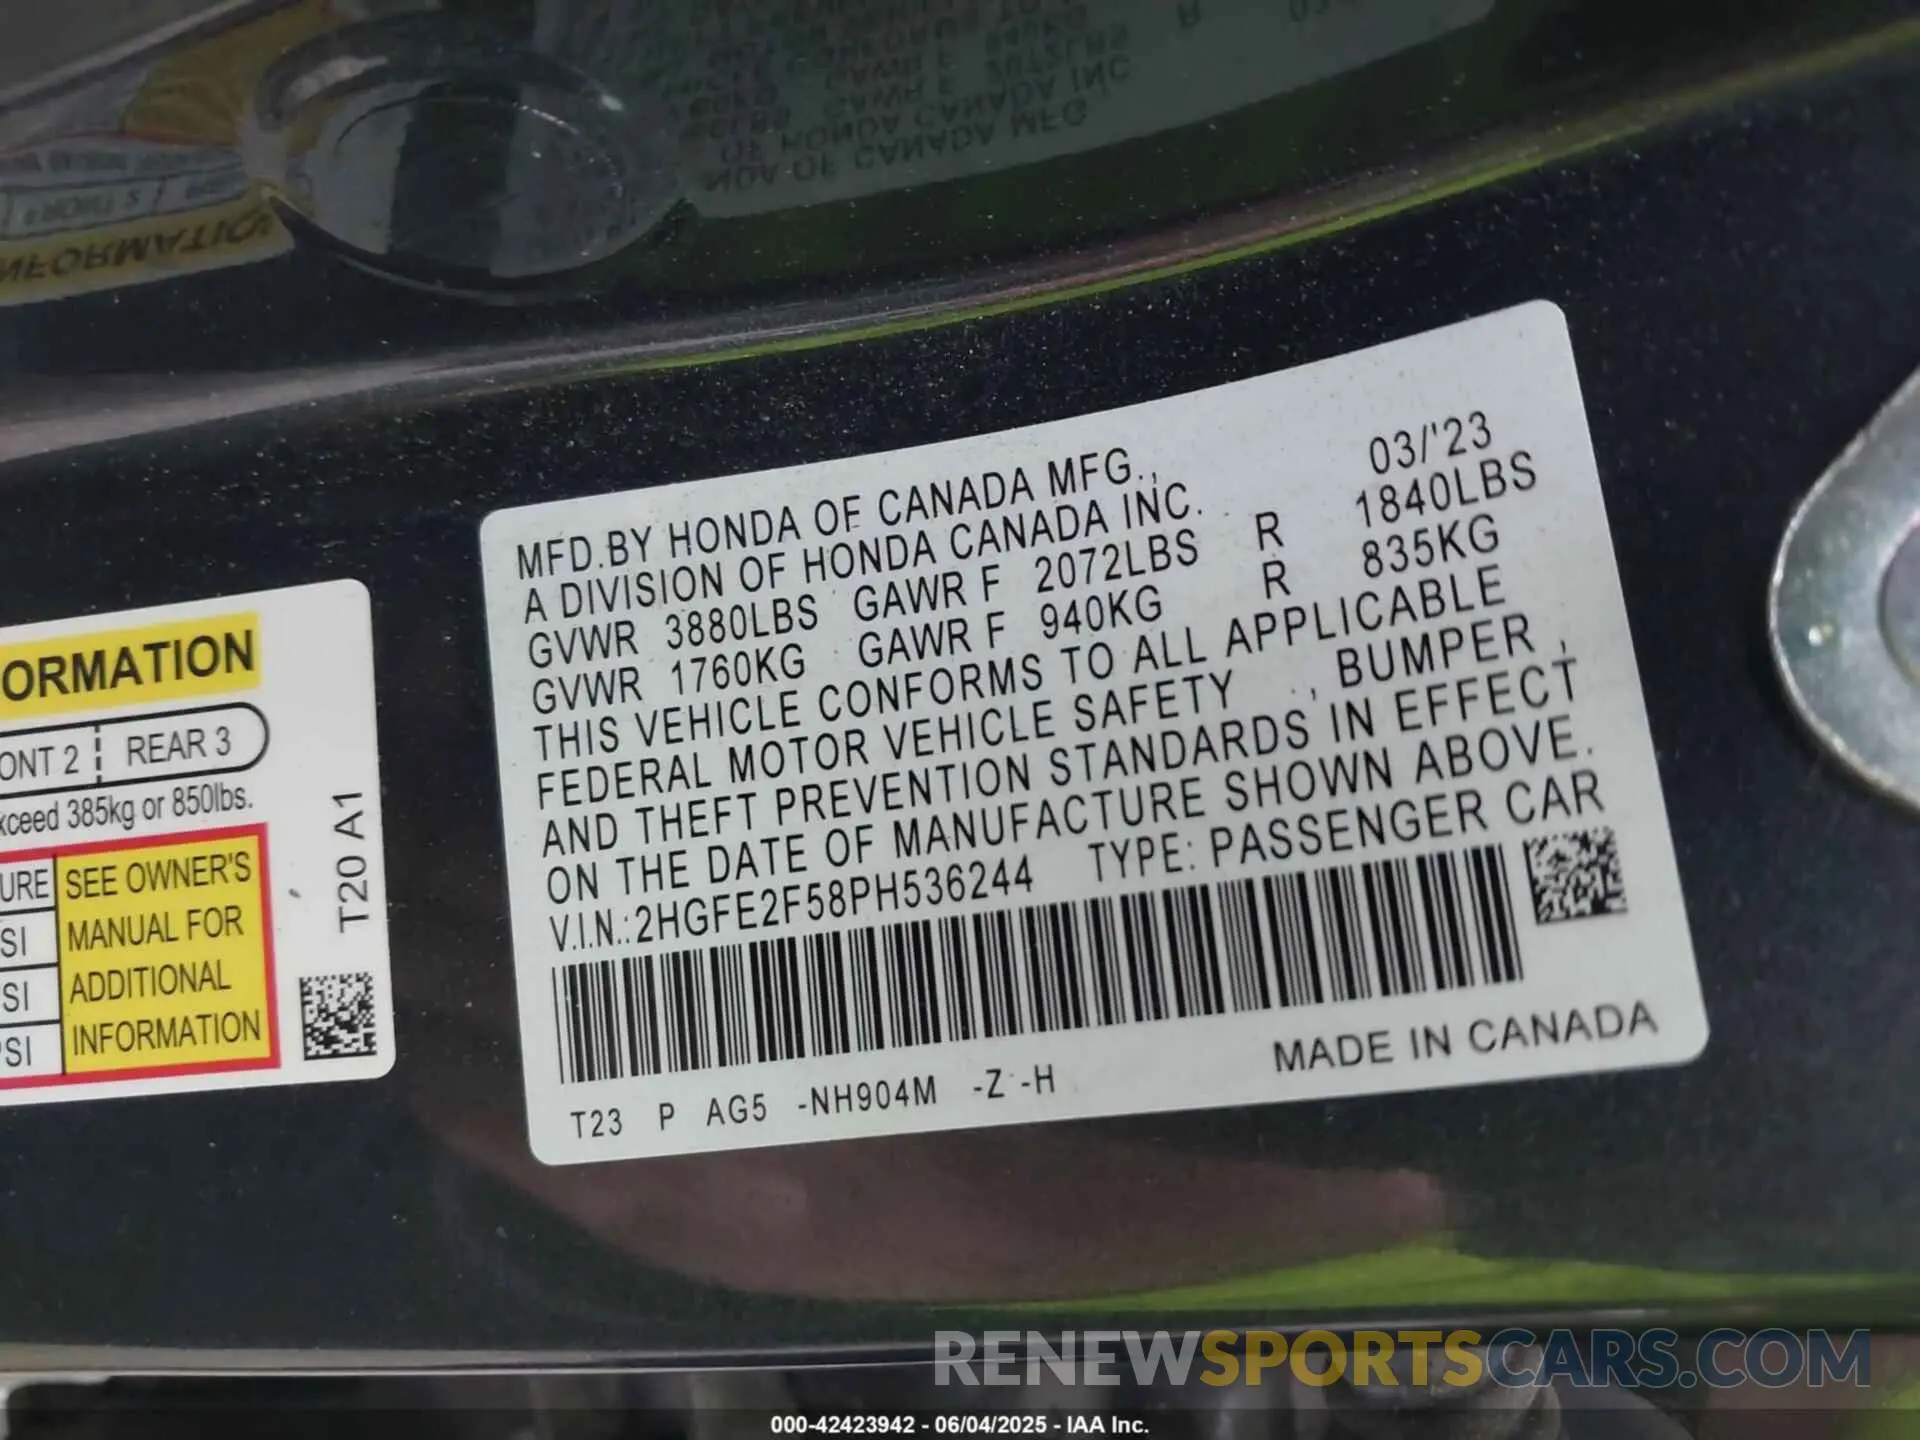 MFD.BY HONDA OF CANADA MFG., 03/'23
A DIVISION OF HONDA CANADA INC.
GVWR 3880LBS GAWR F 2072LBS R 1840LBS
GVWR 1760KG GAWR F 940KG R 835KG
THIS VEHICLE CONFORMS TO ALL APPLICABLE
FEDERAL MOTOR VEHICLE SAFETY , BUMPER ,
AND THEFT PREVENTION STANDARDS IN EFFECT
ON THE DATE OF MANUFACTURE SHOWN ABOVE.
V.I.N.:2HGFE2F58PH536244 TYPE: PASSENGER CAR
T23 P AG5 -NH904M -Z -H MADE IN CANADA
ORMATION
ONT 2 REAR 3
xceed 385kg or 850lbs.
URE SEE OWNER'S
SI MANUAL FOR
SI ADDITIONAL
PSI INFORMATION
T20 A1
RENEWSPORTSCARS.COM
000-42423942 - 06/04/2025 - IAA Inc.